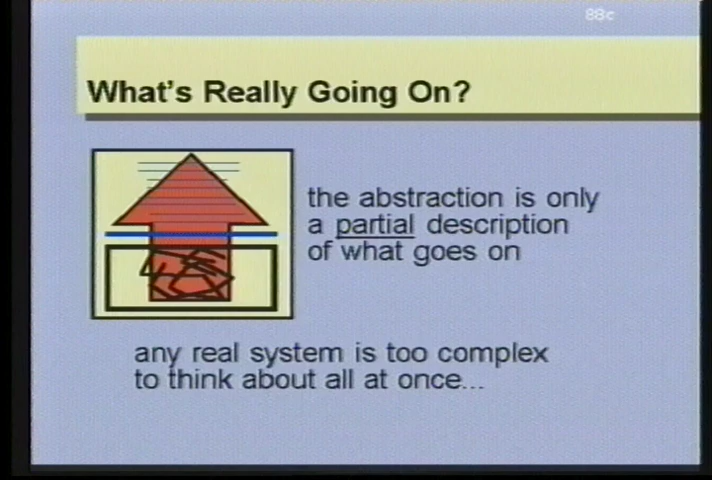 88c
What's Really Going On?
the abstraction is only
a partial description
of what goes on
any real system is too complex
to think about all at once...